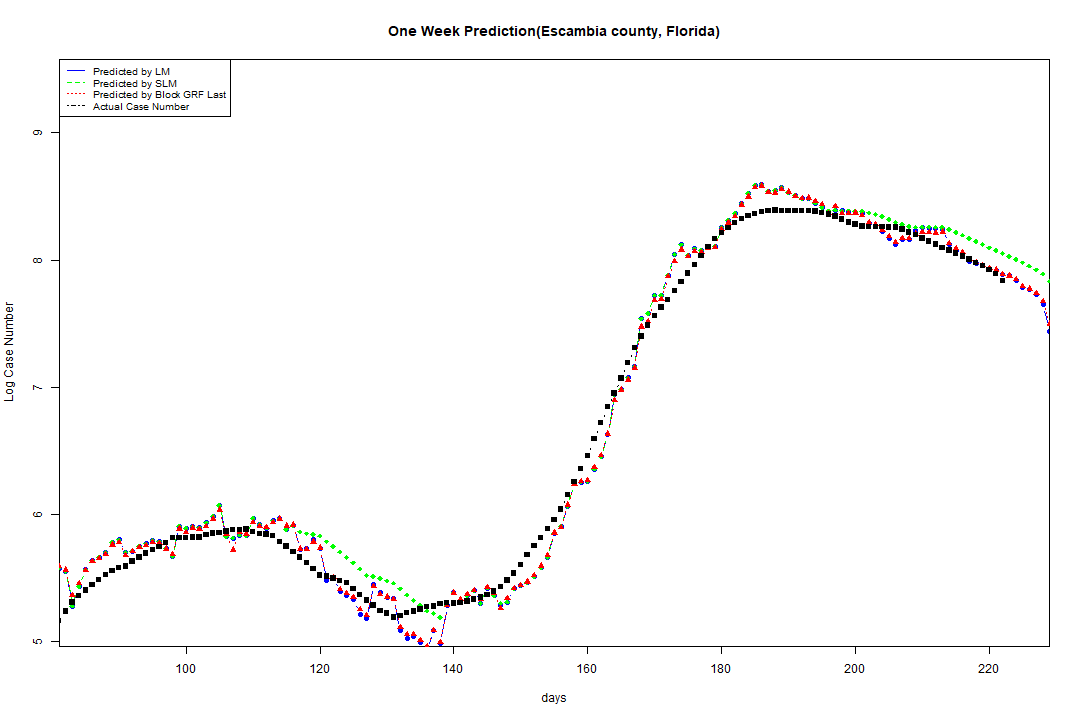 One Week Prediction(Escambia county, Florida)
Predicted by LM
Predicted by SLM
Predicted by Block GRF Last
Actual Case Number
9
8
7
6
5
Log Case Number
100 120 140 160 180 200 220
days